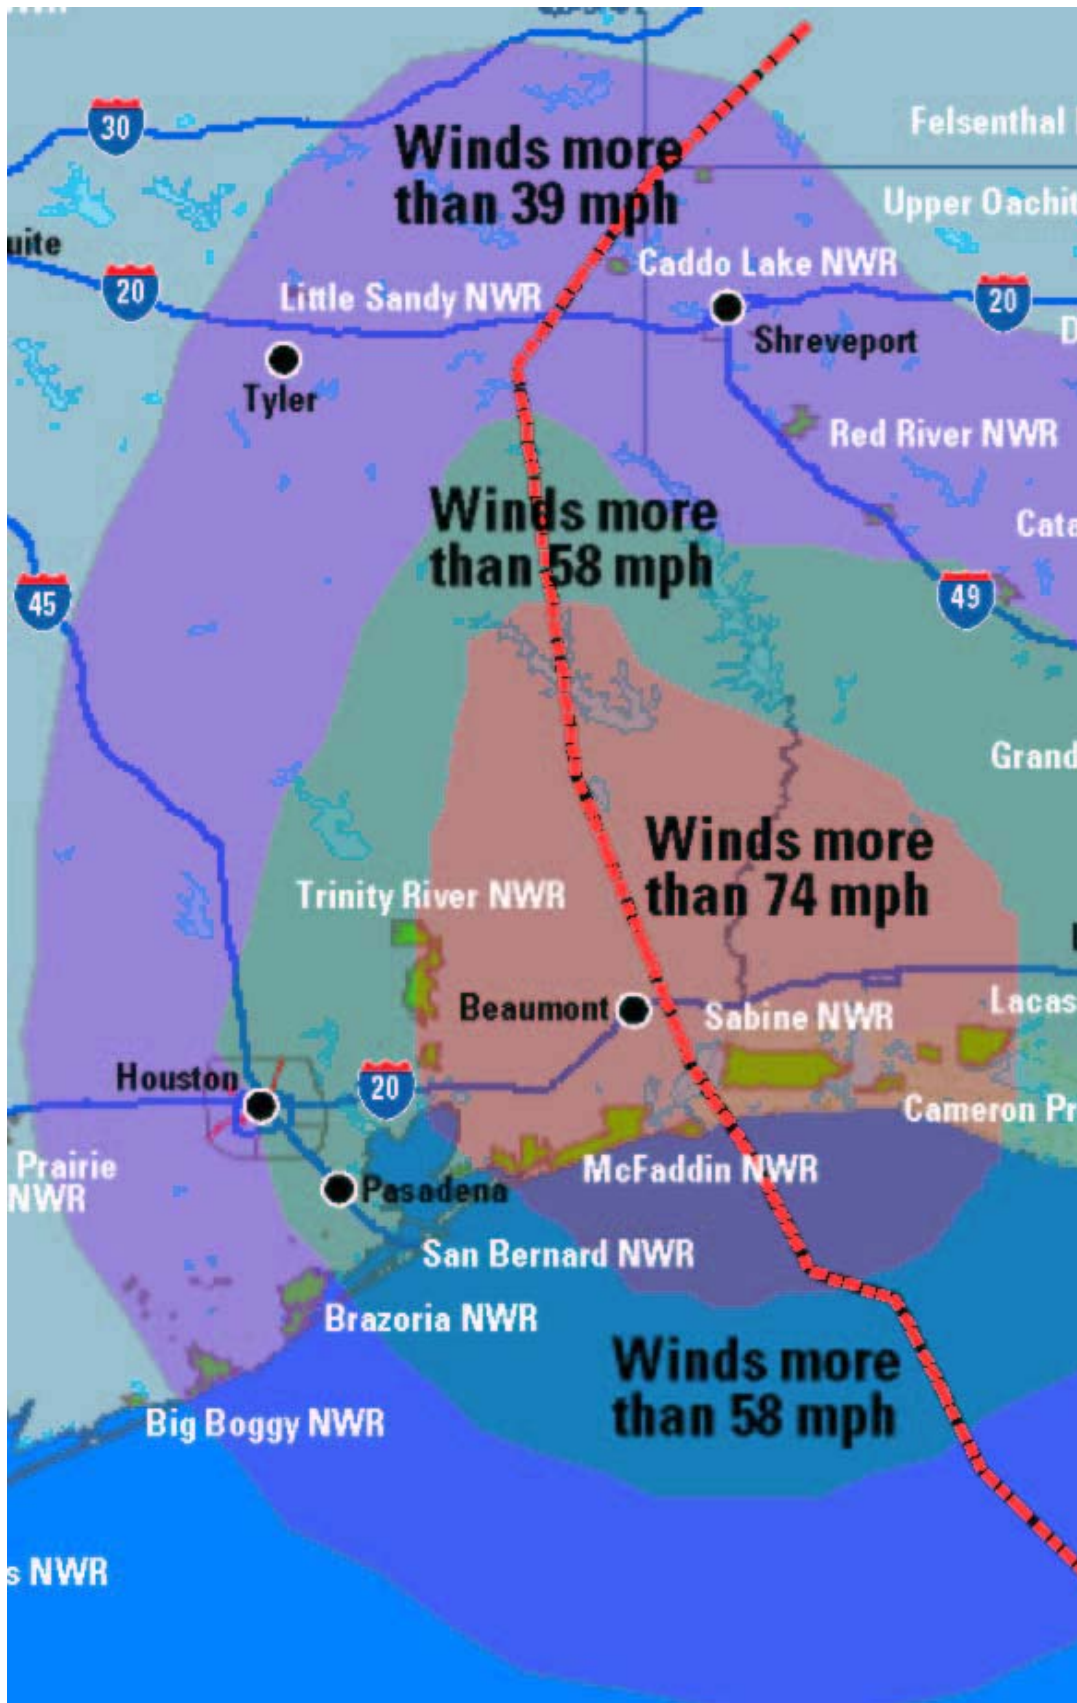 30
Winds more
than 39 mph
Felsenthal
Upper Oachit
uite
20
Little Sandy NWR
Caddo Lake NWR
20
Shreveport
D
Tyler
Red River NWR
Winds more
than 58 mph
Cata
45
49
Grand
Winds more
than 74 mph
Trinity River NWR
Beaumont
Sabine NWR
Lacas
Houston
20
Cameron Pr
Prairie
NWR
McFaddin NWR
Pasadena
San Bernard NWR
Brazoria NWR
Winds more
than 58 mph
Big Boggy NWR
s NWR